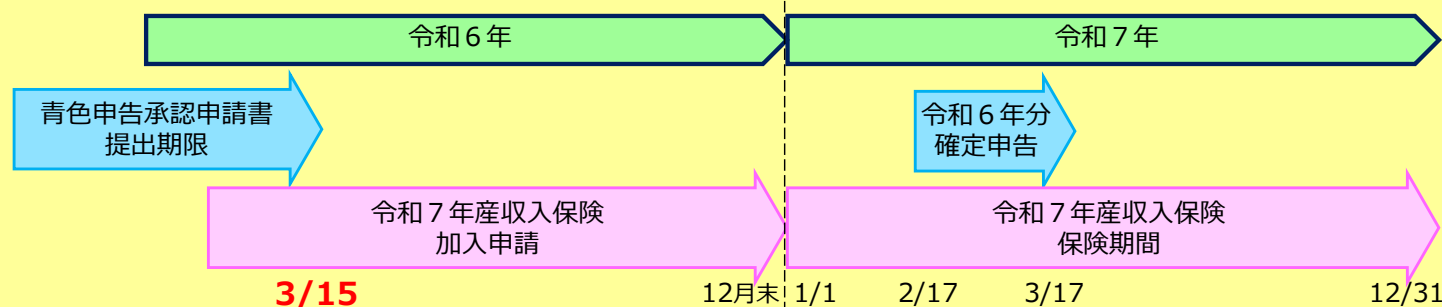 令和６年
令和７年
青色申告承認申請書
提出期限
令和６年分
確定申告
令和７年産収入保険
加入申請
令和７年産収入保険
保険期間
3/15
12月末
1/1
2/17
3/17
12/31